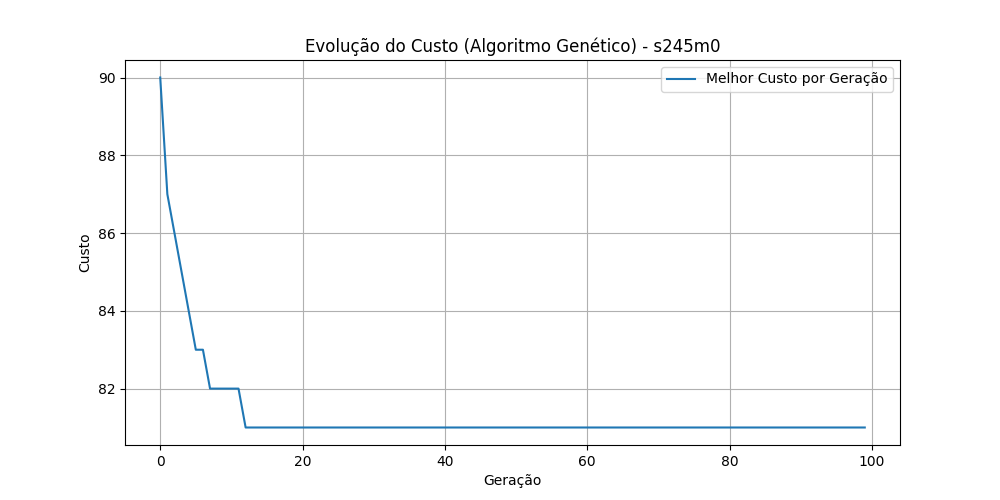 Evolução do Custo (Algoritmo Genético) - s245m0
Melhor Custo por Geração
90
88
86
84
82
Custo
0 20 40 60 80 100
Geração